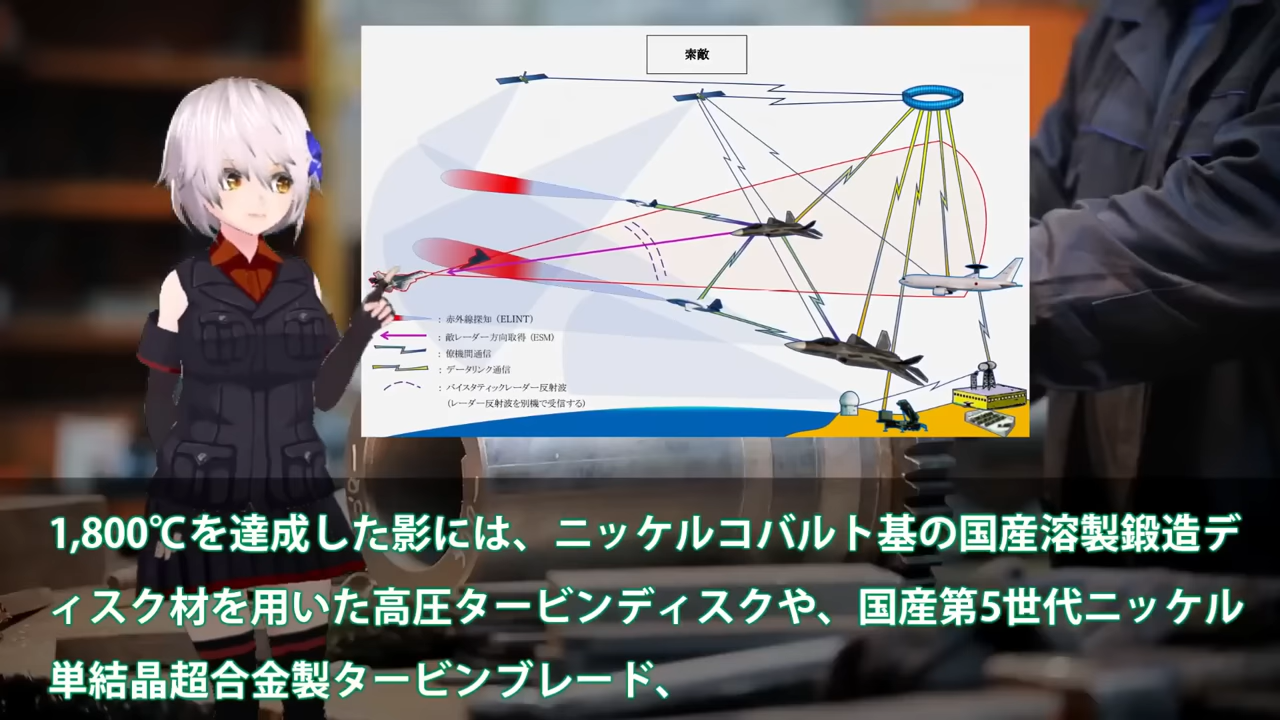 索敵
: 赤外線探知 (ELINT)
: 敵レーダー方向取得 (ESM)
: 僚機間通信
: データリンク通信
: バイスタティックレーダー反射波
(レーダー反射波を別機で受信する)
1,800℃を達成した影には、ニッケルコバルト基の国産溶製鍛造デ
ィスク材を用いた高圧タービンディスクや、国産第5世代ニッケル
単結晶超合金製タービンブレード、